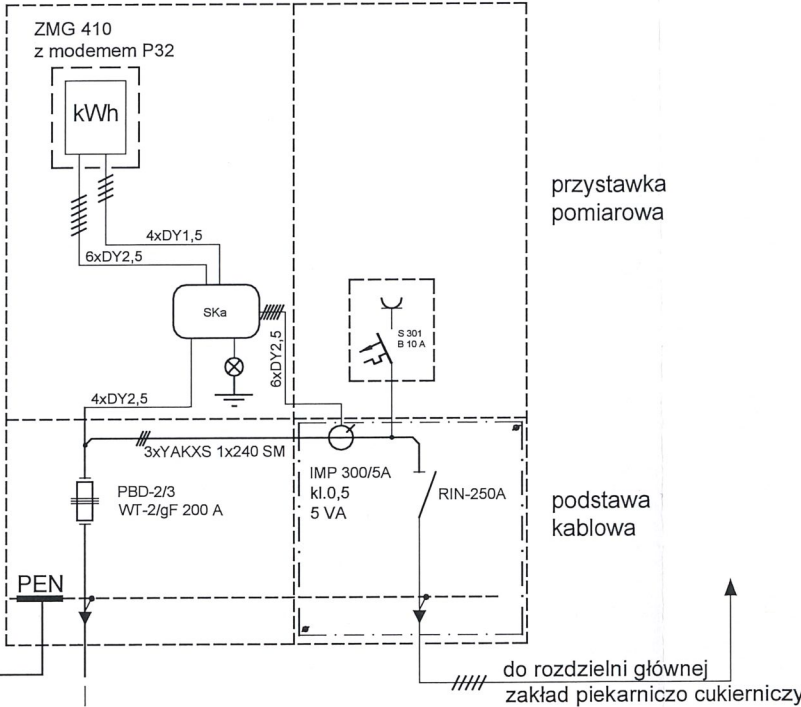 ZMG 410
z modemem P32
kWh
przystawka
pomiarowa
4xDY1,5
6xDY2,5
SKa
S 301
B 10 A
6xDY2,5
4xDY2,5
3xYAKXS 1x240 SM
IMP 300/5A
kl.0,5
5 VA
RIN-250A
PBD-2/3
WT-2/gF 200 A
podstawa
kablowa
PEN
do rozdzielni głównej
zakład piekarniczo cukierniczy